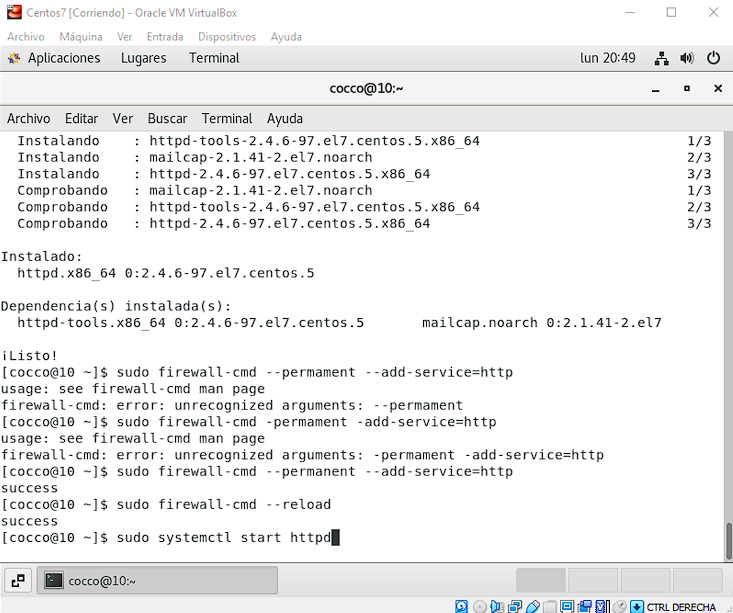 Centos7 [Corriendo] - Oracle VM VirtualBox
Archivo Máquina Ver Entrada Dispositivos Ayuda
Aplicaciones Lugares Terminal lun 20:49
cocco@10:~
Archivo Editar Ver Buscar Terminal Ayuda
Instalando : httpd-tools-2.4.6-97.el7.centos.5.x86_64 1/3
Instalando : mailcap-2.1.41-2.el7.noarch 2/3
Instalando : httpd-2.4.6-97.el7.centos.5.x86_64 3/3
Comprobando : mailcap-2.1.41-2.el7.noarch 1/3
Comprobando : httpd-tools-2.4.6-97.el7.centos.5.x86_64 2/3
Comprobando : httpd-2.4.6-97.el7.centos.5.x86_64 3/3
Instalado:
httpd.x86_64 0:2.4.6-97.el7.centos.5
Dependencia(s) instalada(s):
httpd-tools.x86_64 0:2.4.6-97.el7.centos.5 mailcap.noarch 0:2.1.41-2.el7
¡Listo!
[cocco@10 ~]$ sudo firewall-cmd --permament --add-service=http
usage: see firewall-cmd man page
firewall-cmd: error: unrecognized arguments: --permament
[cocco@10 ~]$ sudo firewall-cmd -permament -add-service=http
usage: see firewall-cmd man page
firewall-cmd: error: unrecognized arguments: -permament -add-service=http
[cocco@10 ~]$ sudo firewall-cmd --permanent --add-service=http
success
[cocco@10 ~]$ sudo firewall-cmd --reload
success
[cocco@10 ~]$ sudo systemctl start httpd
cocco@10:~
CTRL DERECHA